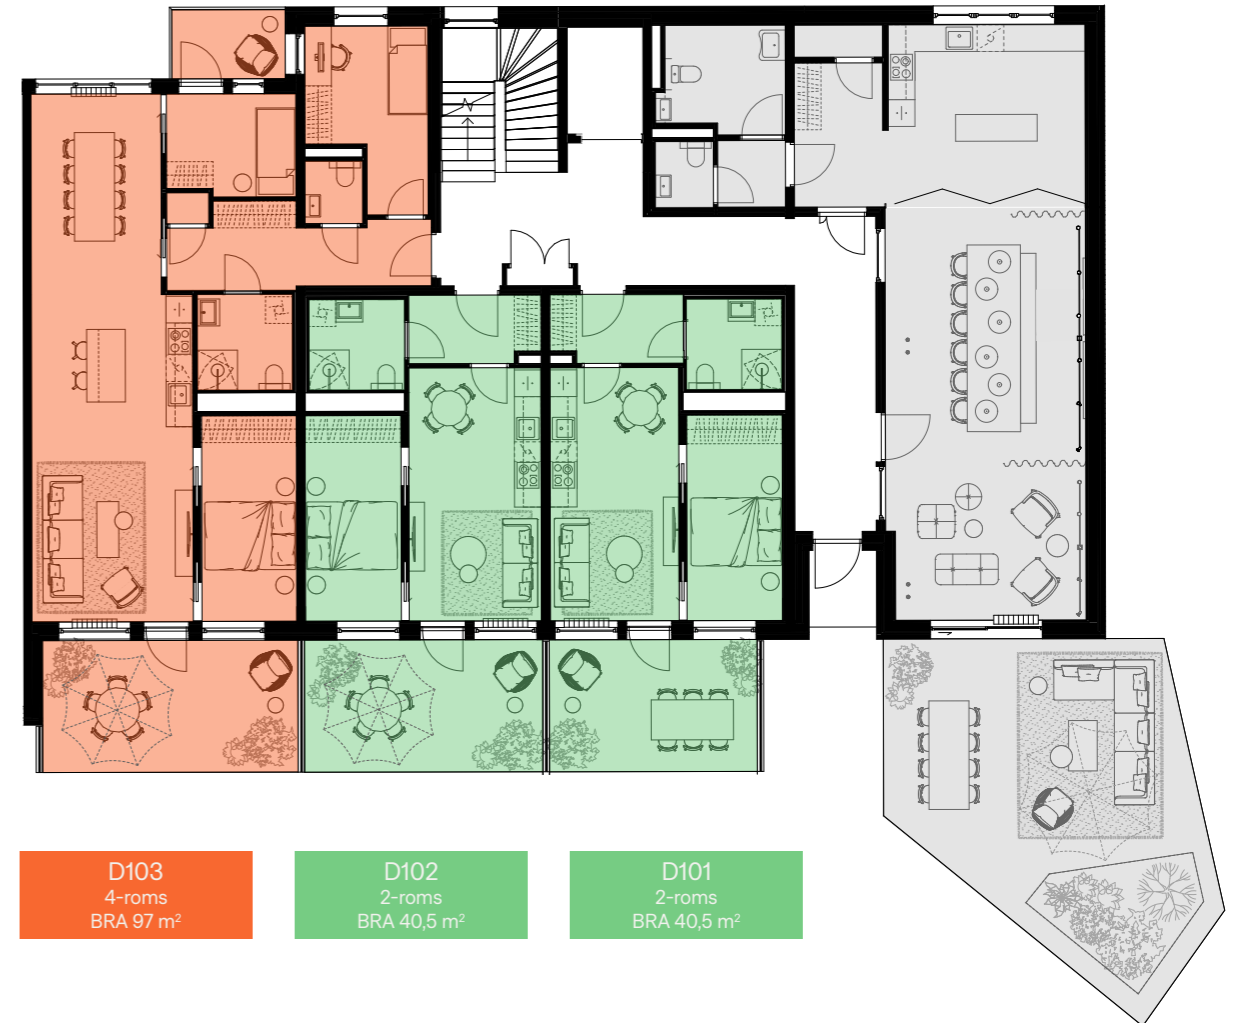 D103
4-roms
BRA 97 m²
D102
2-roms
BRA 40,5 m²
D101
2-roms
BRA 40,5 m²